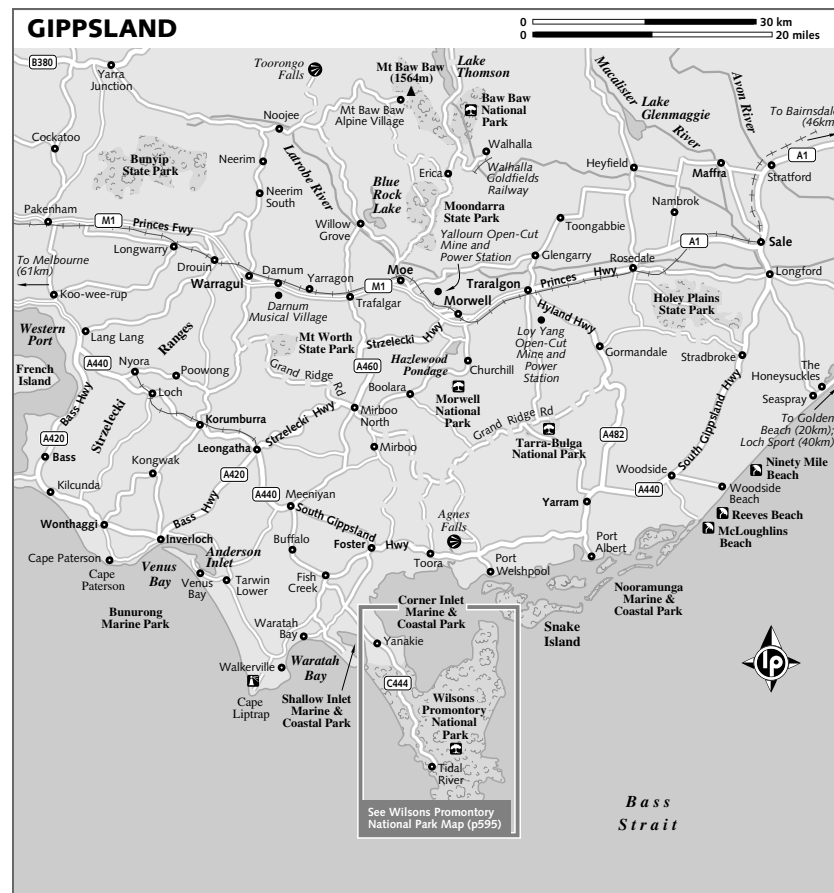 GIPPSLAND
0 30 km
0 20 miles
B380
Yarra
Junction
Toorongo
Falls
Mt Baw Baw
(1564m)
Lake
Thomson
Mt Baw Baw
Alpine Village
Baw Baw
National
Park
Macalister
River
Lake
Glenmaggie
Avon River
To Bairnsdale
(46km)
Cockatoo
Noojee
Bunyip
State Park
Neerim
Latrobe River
Walhalla
Walhalla
Goldfields
Railway
Erica
Heyfield
Maffra
A1
Stratford
Neerim
South
Blue
Rock
Lake
Moondarra
State Park
Nambrok
Pakenham
M1
Princes Fwy
Willow
Grove
Yallourn Open-Cut
Mine and
Power Station
Toongabbie
Longwarry
Glengarry
Rosedale
A1
Sale
To Melbourne
(61km)
Drouin
Warragul
Darnum
Yarragon
M1
Moe
Traralgon
Princes Hwy
Longford
Koo-wee-rup
Darnum
Musical Village
Trafalgar
Morwell
Hyland Hwy
Holey Plains
State Park
Western
Port
Lang Lang
Ranges
Strzelecki
Mt Worth
State Park
Strzelecki Hwy
Loy Yang
Open-Cut
Mine and
Power
Station
Gormandale
Stradbroke
A440
French
Island
Nyora
Poowong
Grand Ridge Rd
A460
Hazlewood
Pondage
Churchill
The
Honeysuckles
Seaspray
Bass Hwy
Loch
Boolara
Morwell
National
Park
South Gippsland Hwy
To Golden
Beach (20km);
Loch Sport (40km)
Korumburra
Strzelecki Hwy
Mirboo
North
Grand Ridge Rd
A420
Bass
Leongatha
Mirboo
Tarra-Bulga
National Park
A482
Kongwak
A420
Woodside
Ninety Mile
Beach
Kilcunda
A440
Meeniyan
A440
Woodside
Beach
Bass Hwy
South Gippsland Hwy
Agnes
Falls
Yarram
Reeves Beach
Wonthaggi
Inverloch
Buffalo
Foster
McLoughlins
Beach
Cape Paterson
Cape
Paterson
Venus
Bay
Anderson
Inlet
Toora
Port
Albert
Port
Welshpool
Venus
Bay
Tarwin
Lower
Fish
Creek
Nooramunga
Marine &
Coastal Park
Bunurong
Marine Park
Corner Inlet
Marine &
Coastal Park
Snake
Island
Waratah
Bay
Yanakie
Walkerville
Waratah
Bay
C444
Cape
Liptrap
Shallow Inlet
Marine &
Coastal Park
Wilsons
Promontory
National
Park
lp
Tidal
River
See Wilsons Promontory
National Park Map (p595)
Bass
Strait